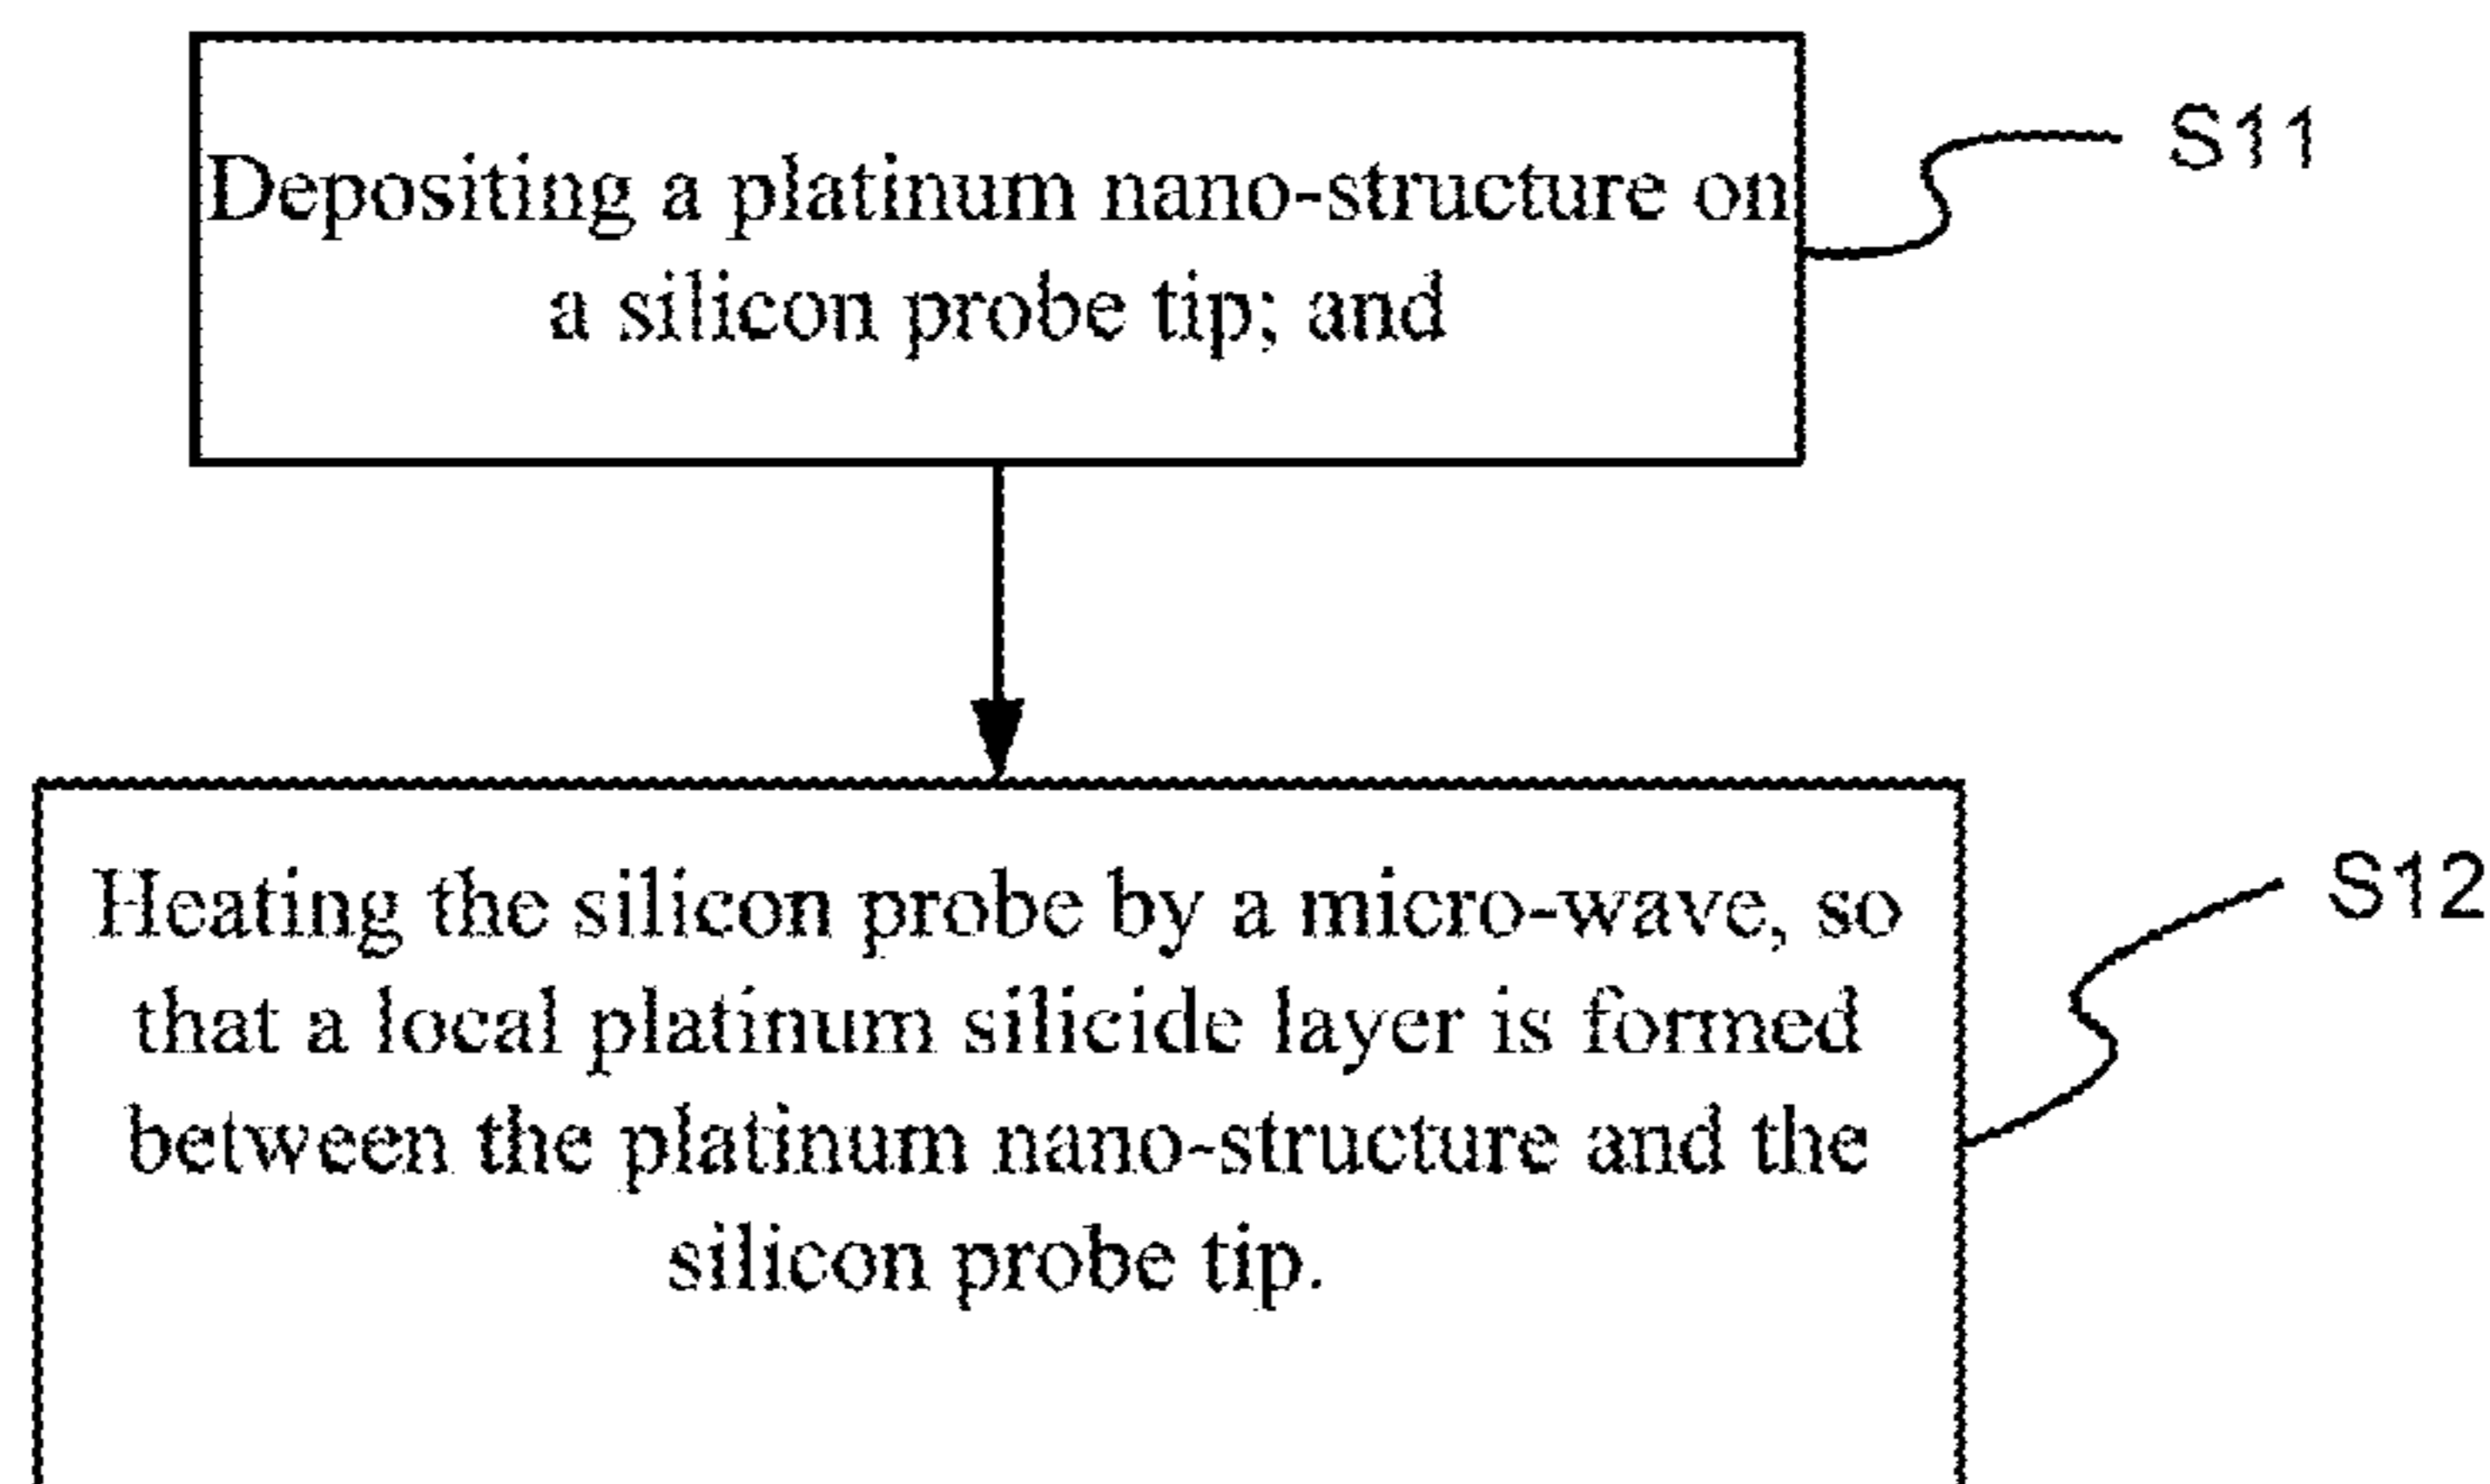 Depositing a platinum nano-structure on
a silicon probe tip; and
S11
Heating the silicon probe by a micro-wave, so
that a local platinum silicide layer is formed
between the platinum nano-structure and the
silicon probe tip.
S12